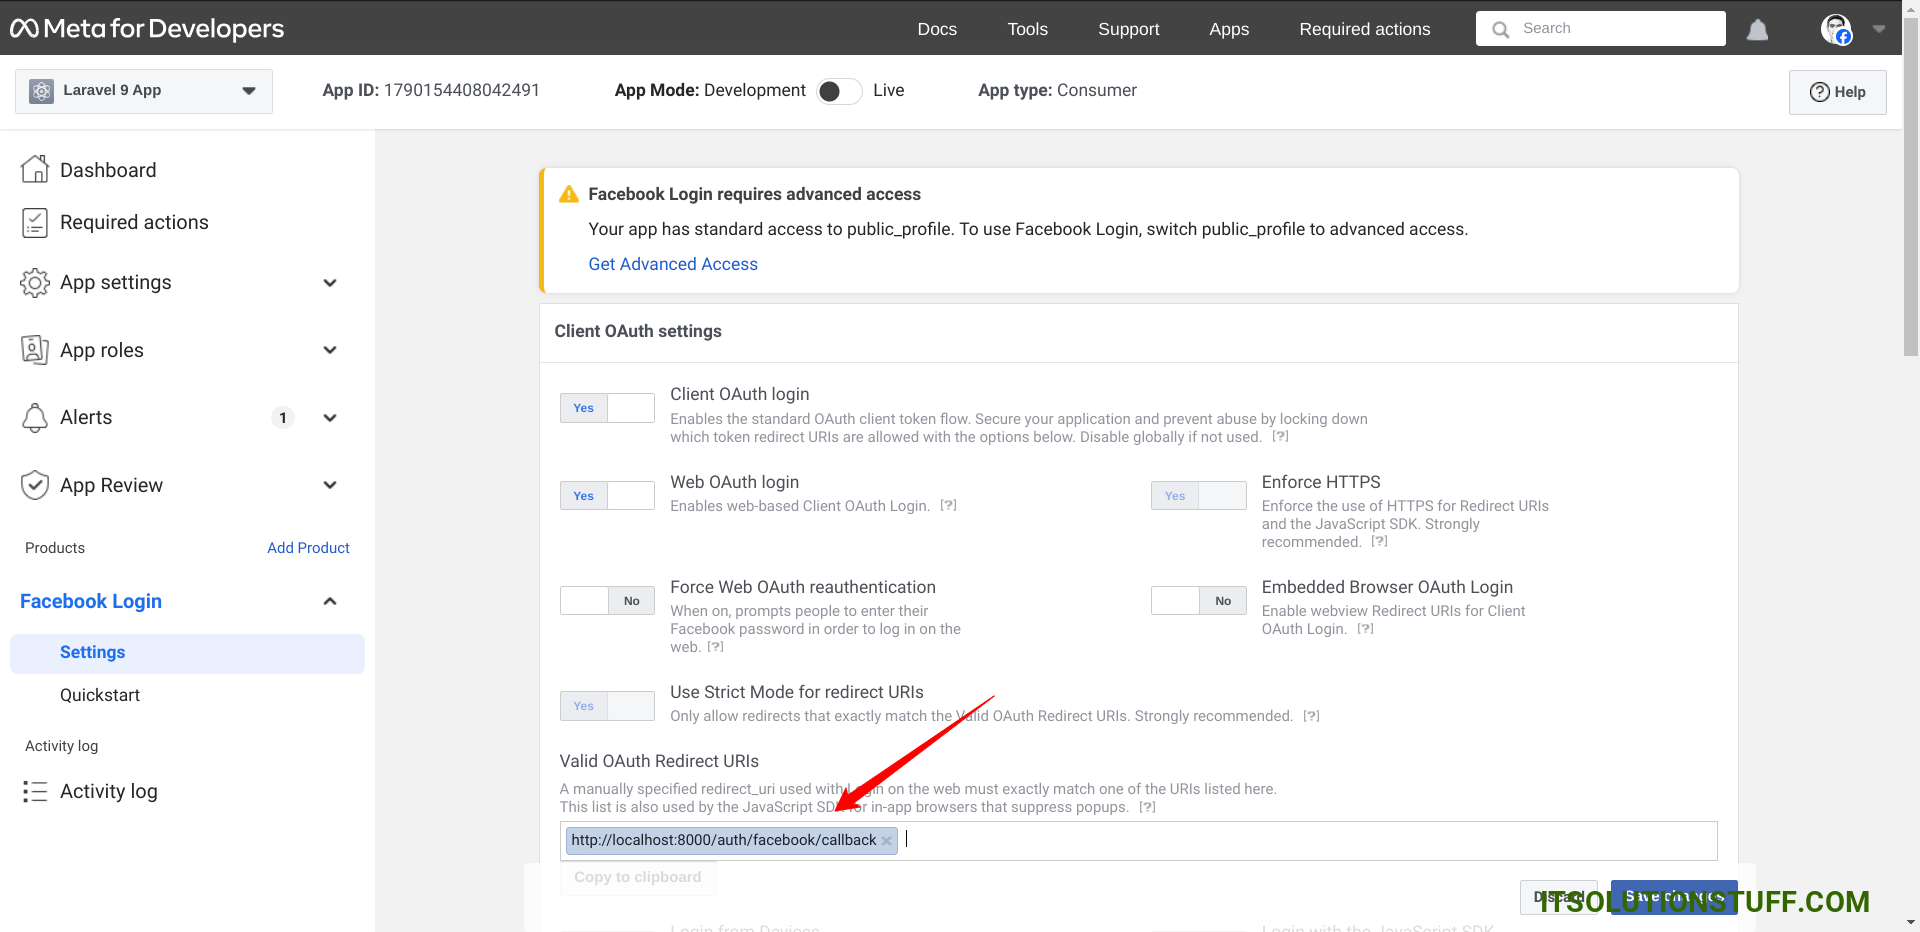 Meta for Developers
Docs
Tools
Support
Apps
Required actions
Search
Laravel 9 App
App ID: 1790154408042491
App Mode: Development
Live
App type: Consumer
Help
Dashboard
Required actions
App settings
App roles
Alerts
1
App Review
Products
Add Product
Facebook Login
Settings
Quickstart
Activity log
Activity log
Facebook Login requires advanced access
Your app has standard access to public_profile. To use Facebook Login, switch public_profile to advanced access.
Get Advanced Access
Client OAuth settings
Yes
Client OAuth login
Enables the standard OAuth client token flow. Secure your application and prevent abuse by locking down
which token redirect URIs are allowed with the options below. Disable globally if not used. [?]
Yes
Web OAuth login
Enables web-based Client OAuth Login. [?]
Yes
Enforce HTTPS
Enforce the use of HTTPS for Redirect URIs
and the JavaScript SDK. Strongly
recommended. [?]
No
Force Web OAuth reauthentication
When on, prompts people to enter their
Facebook password in order to log in on the
web. [?]
No
Embedded Browser OAuth Login
Enable webview Redirect URIs for Client
OAuth Login. [?]
Yes
Use Strict Mode for redirect URIs
Only allow redirects that exactly match the Valid OAuth Redirect URIs. Strongly recommended. [?]
Valid OAuth Redirect URIs
A manually specified redirect_uri used with Login on the web must exactly match one of the URIs listed here.
This list is also used by the JavaScript SDK for in-app browsers that suppress popups. [?]
http://localhost:8000/auth/facebook/callback
Copy to clipboard
Discard
Save changes
ITSOLUTIONSTUFF.COM
Login from Devices
Login with the JavaScript SDK